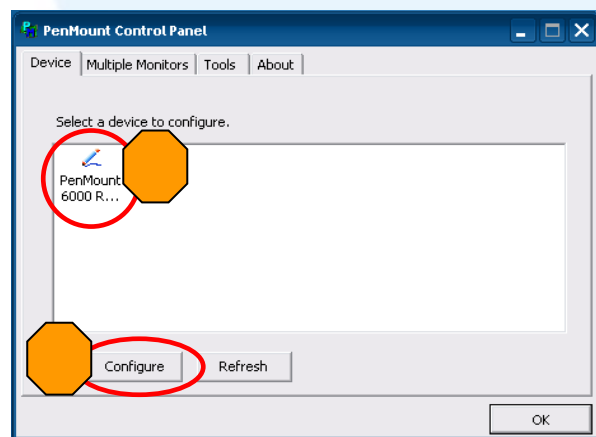 PenMount Control Panel
Device Multiple Monitors Tools About
Select a device to configure.
PenMount
6000 R...
Configure Refresh
OK